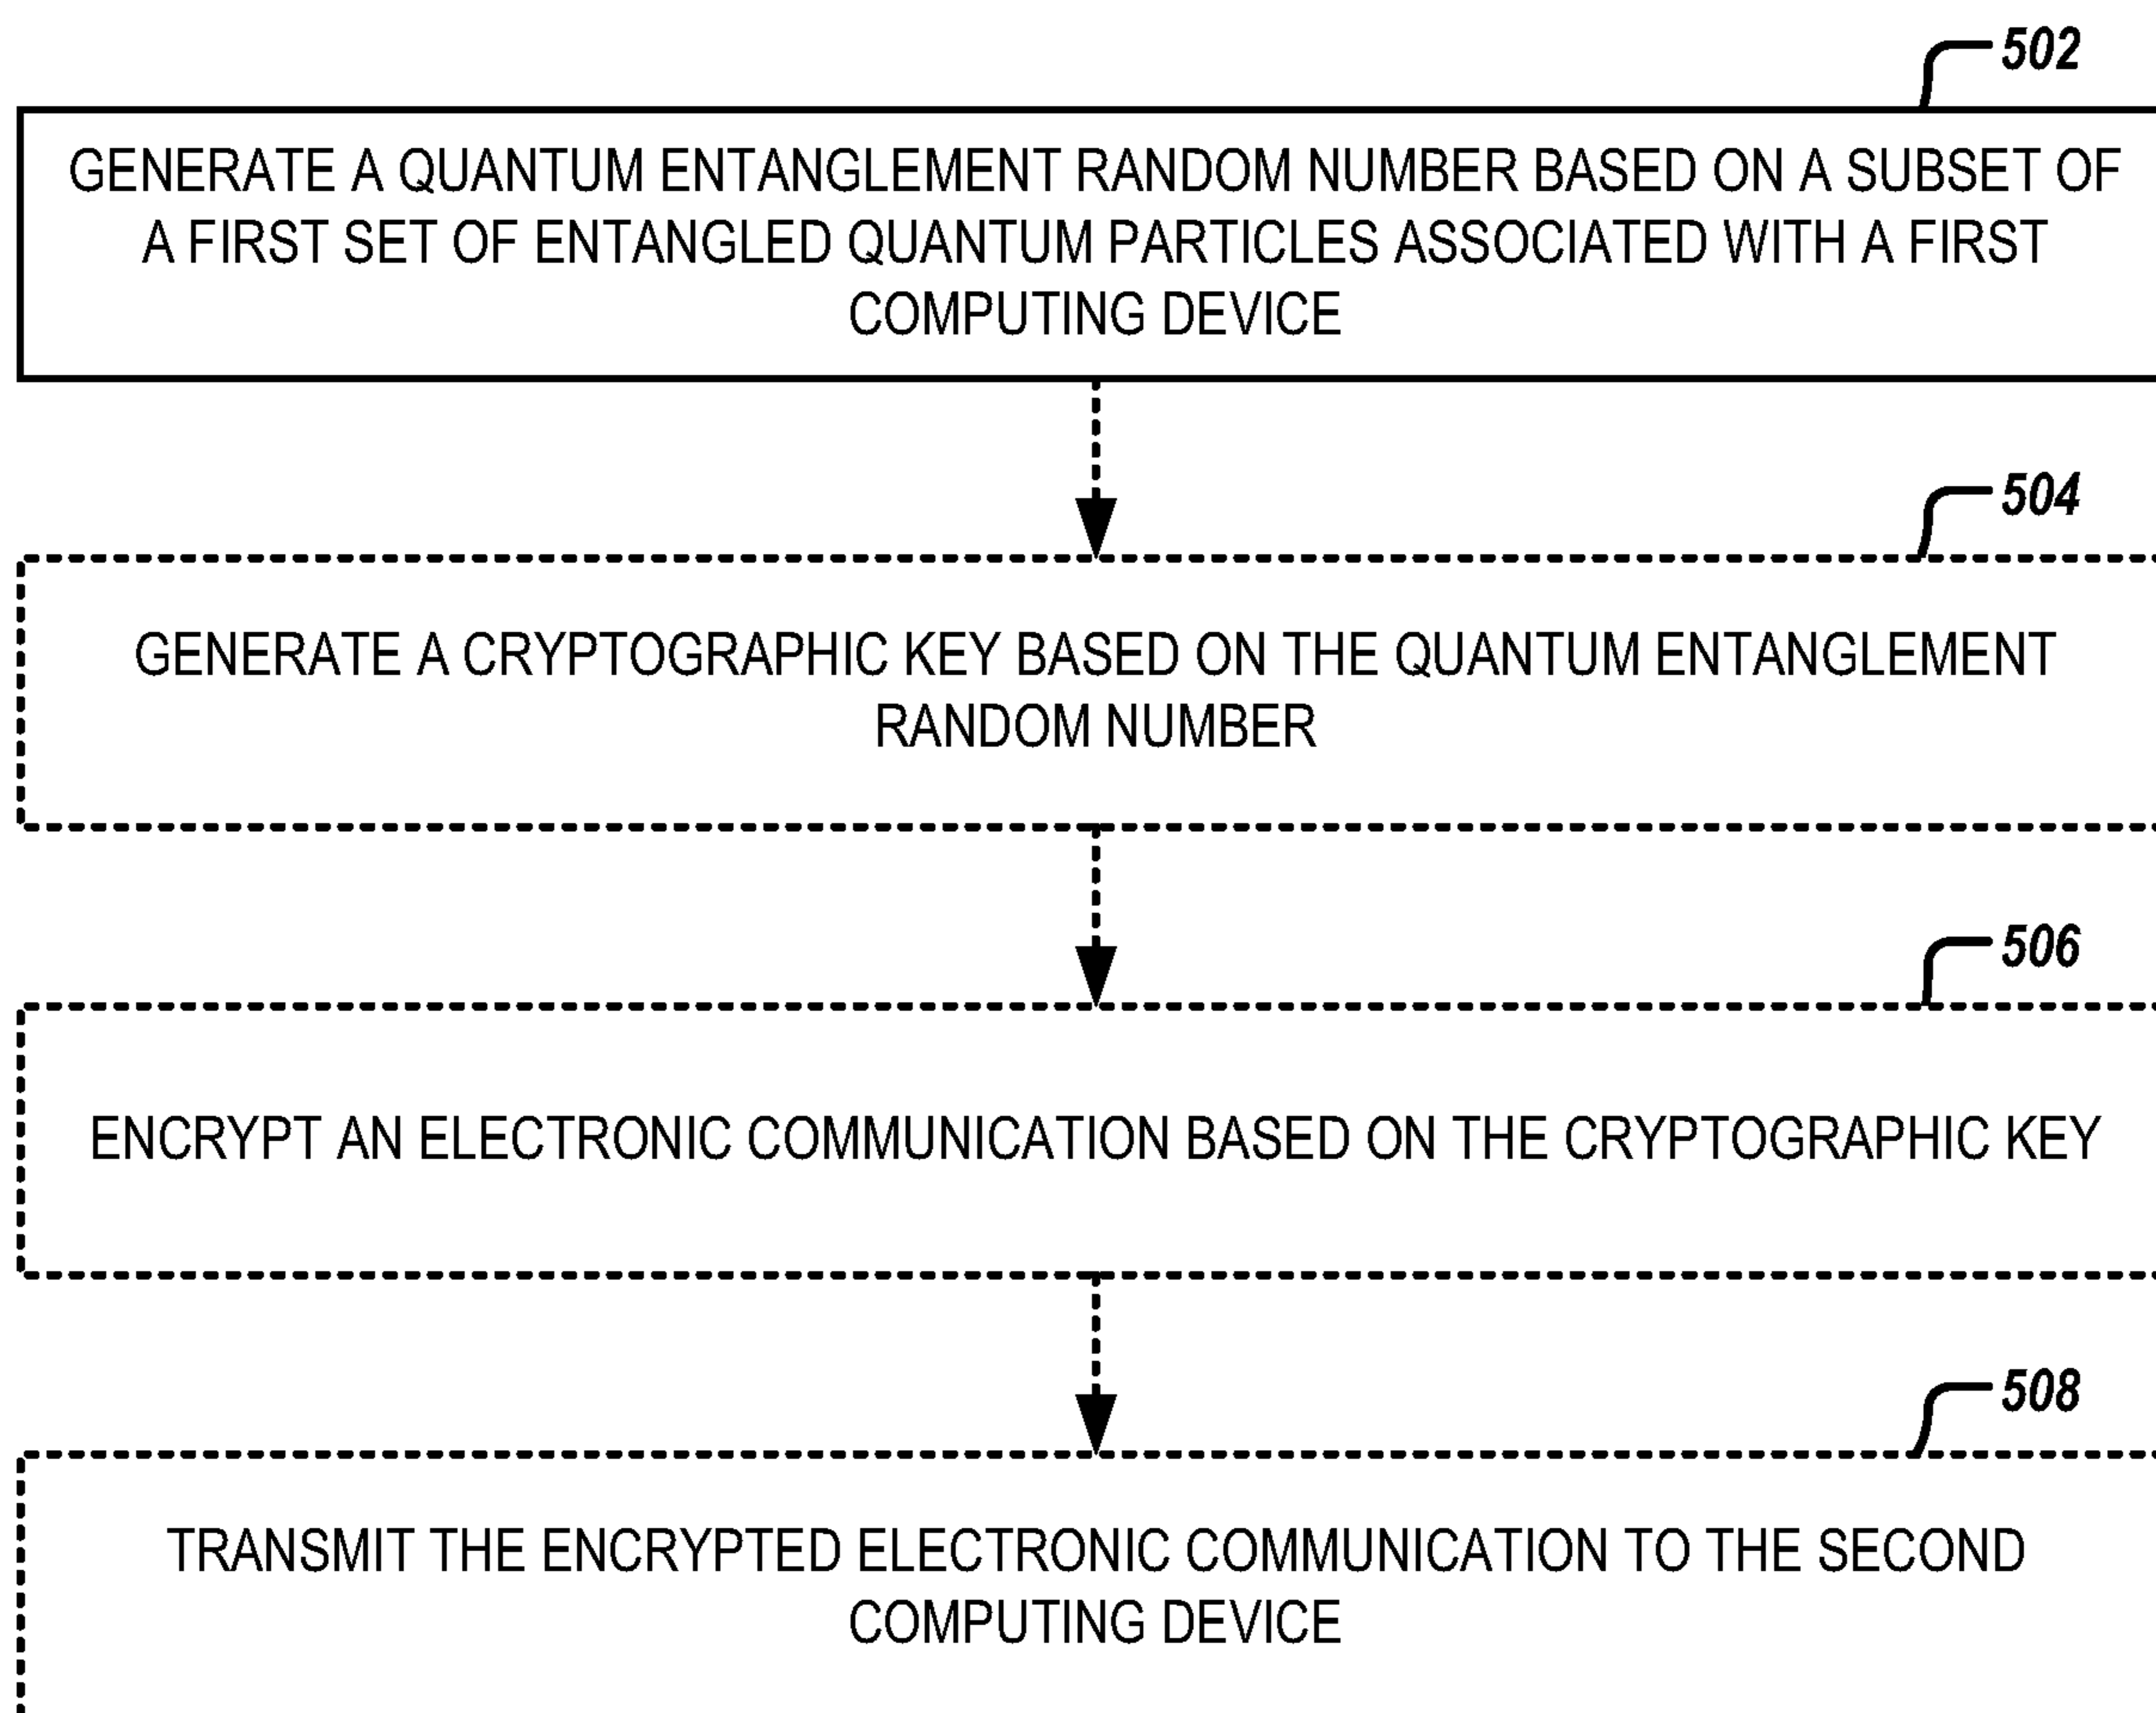 502
GENERATE A QUANTUM ENTANGLEMENT RANDOM NUMBER BASED ON A SUBSET OF
A FIRST SET OF ENTANGLED QUANTUM PARTICLES ASSOCIATED WITH A FIRST
COMPUTING DEVICE
504
GENERATE A CRYPTOGRAPHIC KEY BASED ON THE QUANTUM ENTANGLEMENT
RANDOM NUMBER
506
ENCRYPT AN ELECTRONIC COMMUNICATION BASED ON THE CRYPTOGRAPHIC KEY
508
TRANSMIT THE ENCRYPTED ELECTRONIC COMMUNICATION TO THE SECOND
COMPUTING DEVICE